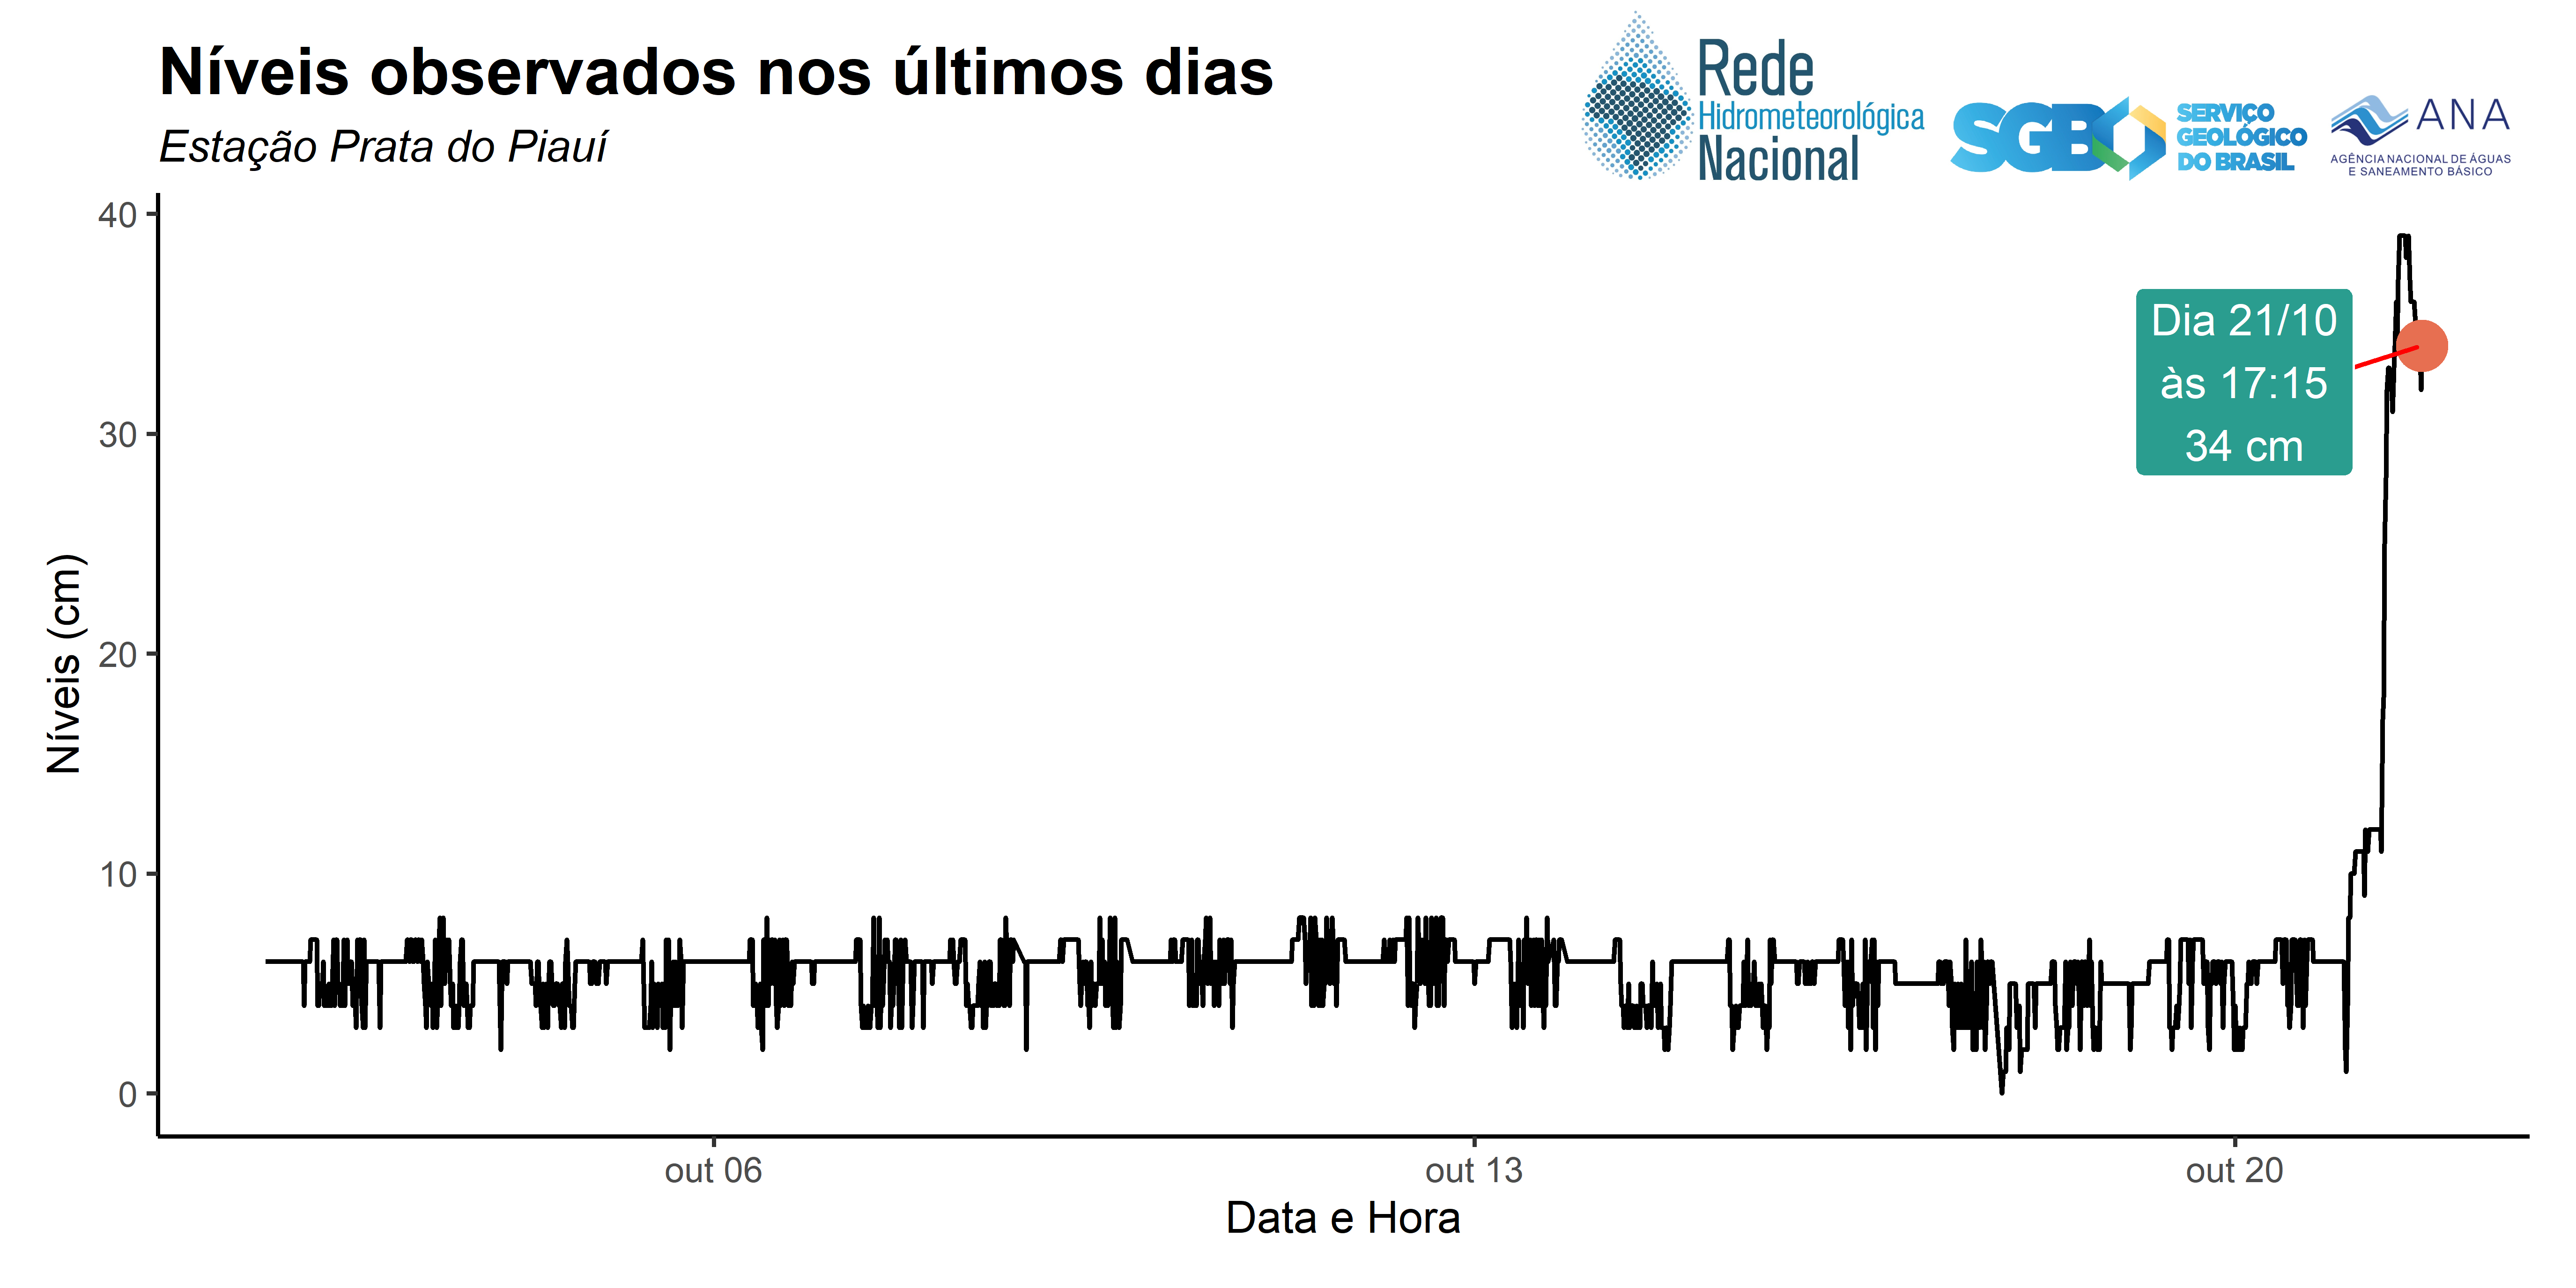 Níveis observados nos últimos dias
Estação Prata do Piauí
Rede
Hidrometeorológica
Nacional
SGB
SERVIÇO
GEOLÓGICO
DO BRASIL
ANA
AGÊNCIA NACIONAL DE ÁGUAS
E SANEAMENTO BÁSICO
Níveis (cm)
40
30
20
10
0
Dia 21/10
às 17:15
34 cm
out 06
out 13
out 20
Data e Hora